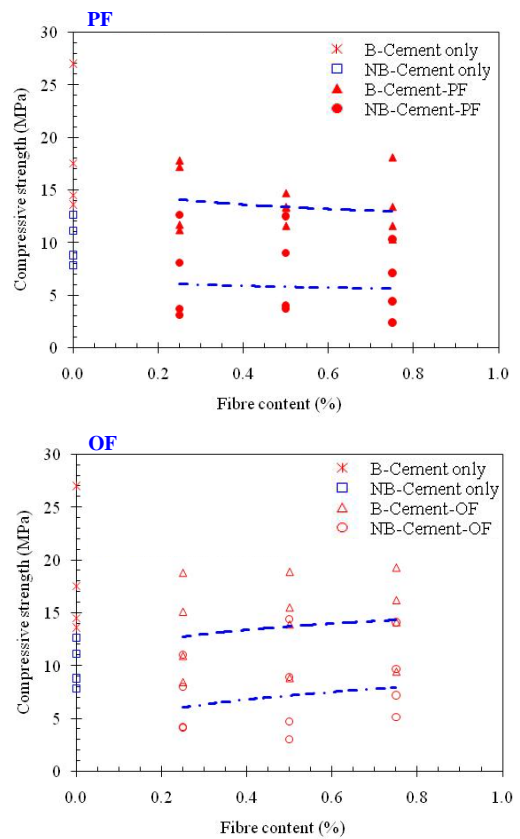 PF
30
25
20
15
10
5
0
Compressive strength (MPa)
B-Cement only
NB-Cement only
B-Cement-PF
NB-Cement-PF
0.0 0.2 0.4 0.6 0.8 1.0
Fibre content (%)
OF
30
25
20
15
10
5
0
Compressive strength (MPa)
B-Cement only
NB-Cement only
B-Cement-OF
NB-Cement-OF
0.0 0.2 0.4 0.6 0.8 1.0
Fibre content (%)